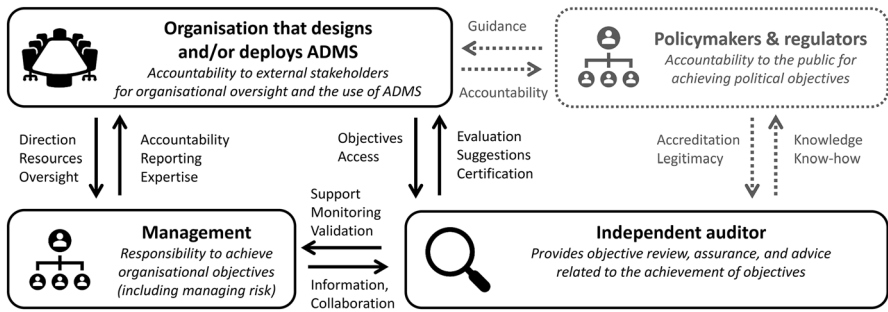 Organisation that designs
and/or deploys ADMS
Accountability to external stakeholders
for organisational oversight and the use of ADMS
Guidance
Accountability
Policymakers & regulators
Accountability to the public for
achieving political objectives
Direction
Resources
Oversight
Accountability
Reporting
Expertise
Objectives
Access
Evaluation
Suggestions
Certification
Accreditation
Legitimacy
Knowledge
Know-how
Support
Monitoring
Validation
Information,
Collaboration
Management
Responsibility to achieve
organisational objectives
(including managing risk)
Independent auditor
Provides objective review, assurance, and advice
related to the achievement of objectives